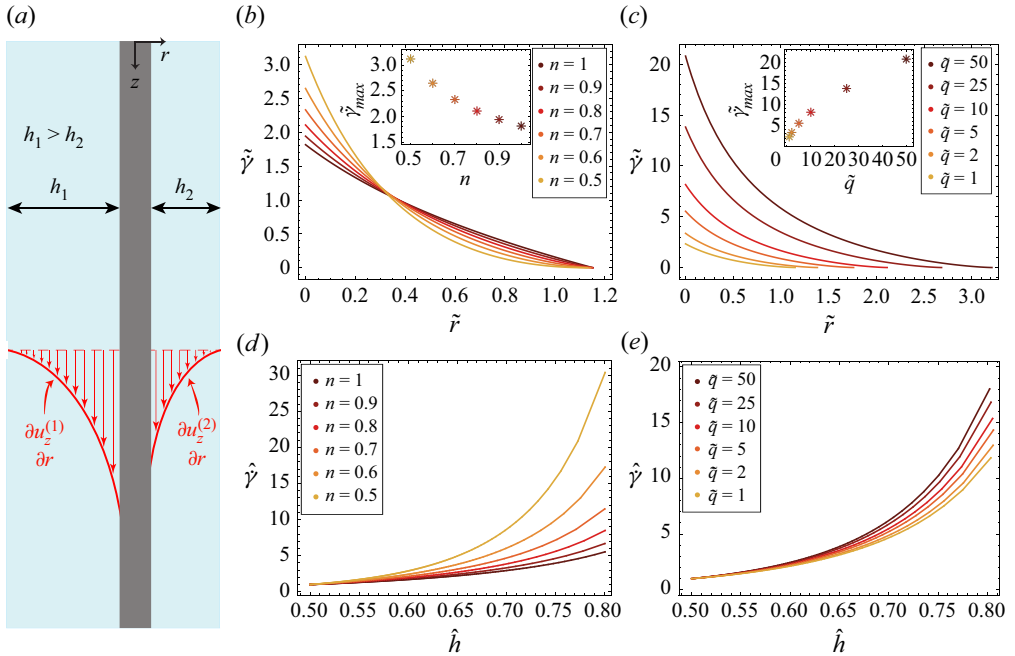 (a)
r
z
h₁ > h₂
h₁
h₂
∂u_z^(1)
∂r
∂u_z^(2)
∂r
(b)
3.0
2.5
2.0
1.5
1.0
0.5
0
γ̃
0
0.2
0.4
0.6
0.8
1.0
1.2
r̃
3.0
2.5
2.0
1.5
γ̃_max
0.5
0.6
0.7
0.8
0.9
n
n = 1
n = 0.9
n = 0.8
n = 0.7
n = 0.6
n = 0.5
(c)
20
15
10
5
0
γ̃
0
0.5
1.0
1.5
2.0
2.5
3.0
r̃
20
15
10
5
γ̃_max
0
10
20
30
40
50
q̃
q̃ = 50
q̃ = 25
q̃ = 10
q̃ = 5
q̃ = 2
q̃ = 1
(d)
30
25
20
15
10
5
0
γ̂
0.50
0.55
0.60
0.65
0.70
0.75
0.80
ĥ
n = 1
n = 0.9
n = 0.8
n = 0.7
n = 0.6
n = 0.5
(e)
20
15
10
5
0
γ̂
0.50
0.55
0.60
0.65
0.70
0.75
0.80
ĥ
q̃ = 50
q̃ = 25
q̃ = 10
q̃ = 5
q̃ = 2
q̃ = 1